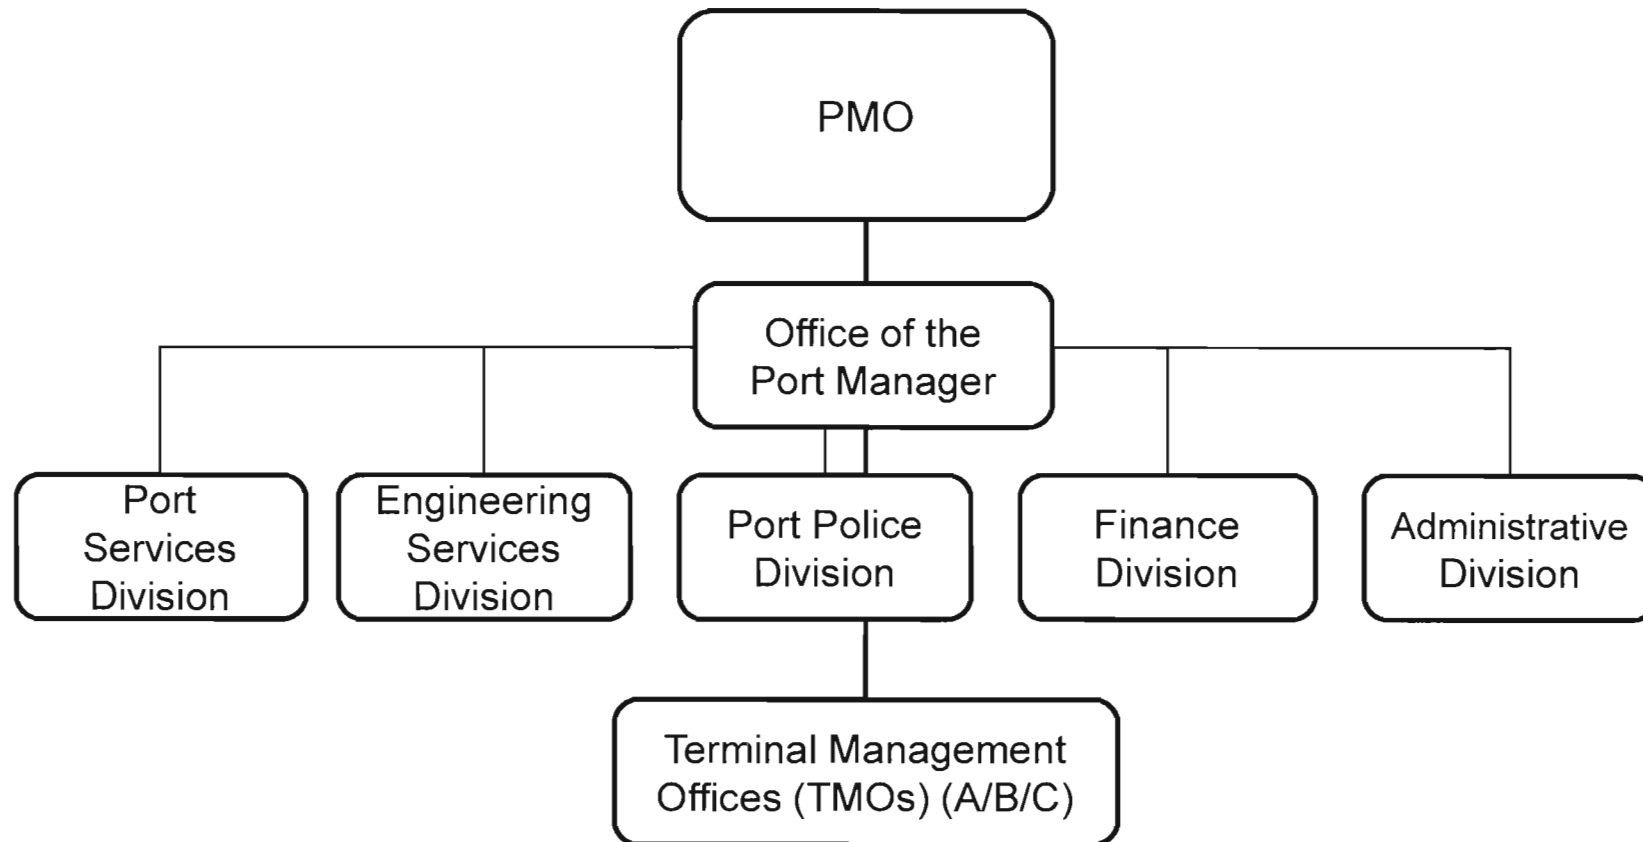 PMO
Office of the
Port Manager
Port
Services
Division
Engineering
Services
Division
Port Police
Division
Finance
Division
Administrative
Division
Terminal Management
Offices (TMOs) (A/B/C)